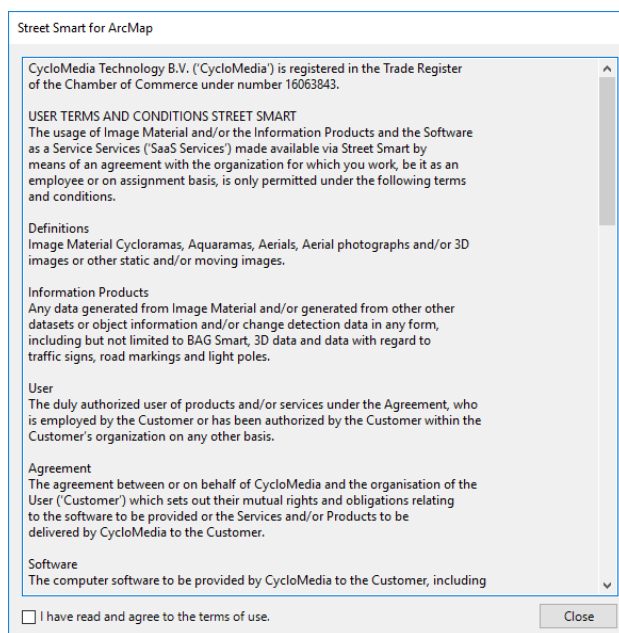 Street Smart for ArcMap
CycloMedia Technology B.V. ('CycloMedia') is registered in the Trade Register
of the Chamber of Commerce under number 16063843.
USER TERMS AND CONDITIONS STREET SMART
The usage of Image Material and/or the Information Products and the Software
as a Service Services ('SaaS Services') made available via Street Smart by
means of an agreement with the organization for which you work, be it as an
employee or on assignment basis, is only permitted under the following terms
and conditions.
Definitions
Image Material Cycloramas, Aquaramas, Aerials, Aerial photographs and/or 3D
images or other static and/or moving images.
Information Products
Any data generated from Image Material and/or generated from other other
datasets or object information and/or change detection data in any form,
including but not limited to BAG Smart, 3D data and data with regard to
traffic signs, road markings and light poles.
User
The duly authorized user of products and/or services under the Agreement, who
is employed by the Customer or has been authorized by the Customer within the
Customer's organization on any other basis.
Agreement
The agreement between or on behalf of CycloMedia and the organisation of the
User ('Customer') which sets out their mutual rights and obligations relating
to the software to be provided or the Services and/or Products to be
delivered by CycloMedia to the Customer.
Software
The computer software to be provided by CycloMedia to the Customer, including
I have read and agree to the terms of use.
Close